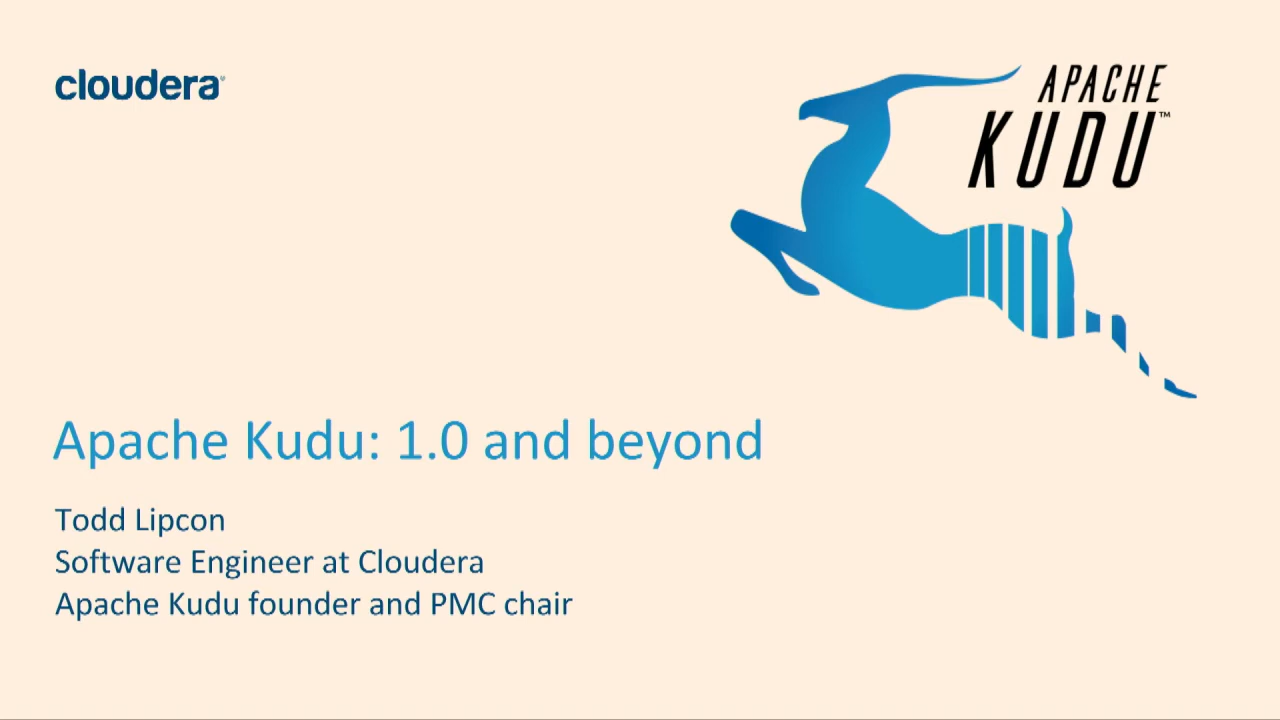 cloudera®
APACHE
KUDU™
Apache Kudu: 1.0 and beyond
Todd Lipcon
Software Engineer at Cloudera
Apache Kudu founder and PMC chair